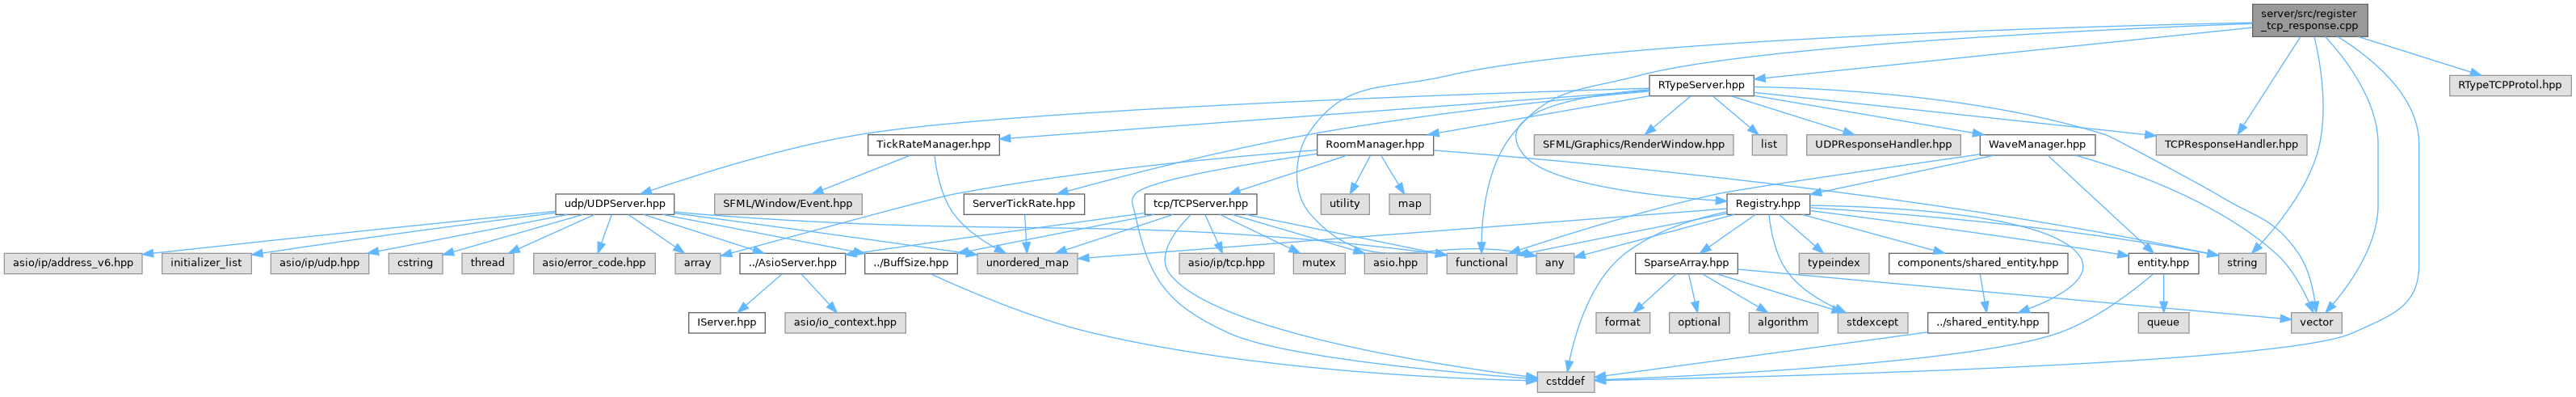 server/src/register
_tcp_response.cpp
RTypeServer.hpp
RTypeTCPProtol.hpp
TickRateManager.hpp
RoomManager.hpp
SFML/Graphics/RenderWindow.hpp
list
UDPResponseHandler.hpp
WaveManager.hpp
TCPResponseHandler.hpp
udp/UDPServer.hpp
SFML/Window/Event.hpp
ServerTickRate.hpp
tcp/TCPServer.hpp
utility
map
Registry.hpp
asio/ip/address_v6.hpp
initializer_list
asio/ip/udp.hpp
cstring
thread
asio/error_code.hpp
array
../AsioServer.hpp
../BuffSize.hpp
unordered_map
asio/ip/tcp.hpp
mutex
asio.hpp
functional
any
SparseArray.hpp
typeindex
components/shared_entity.hpp
entity.hpp
string
IServer.hpp
asio/io_context.hpp
format
optional
algorithm
stdexcept
../shared_entity.hpp
queue
vector
cstddef